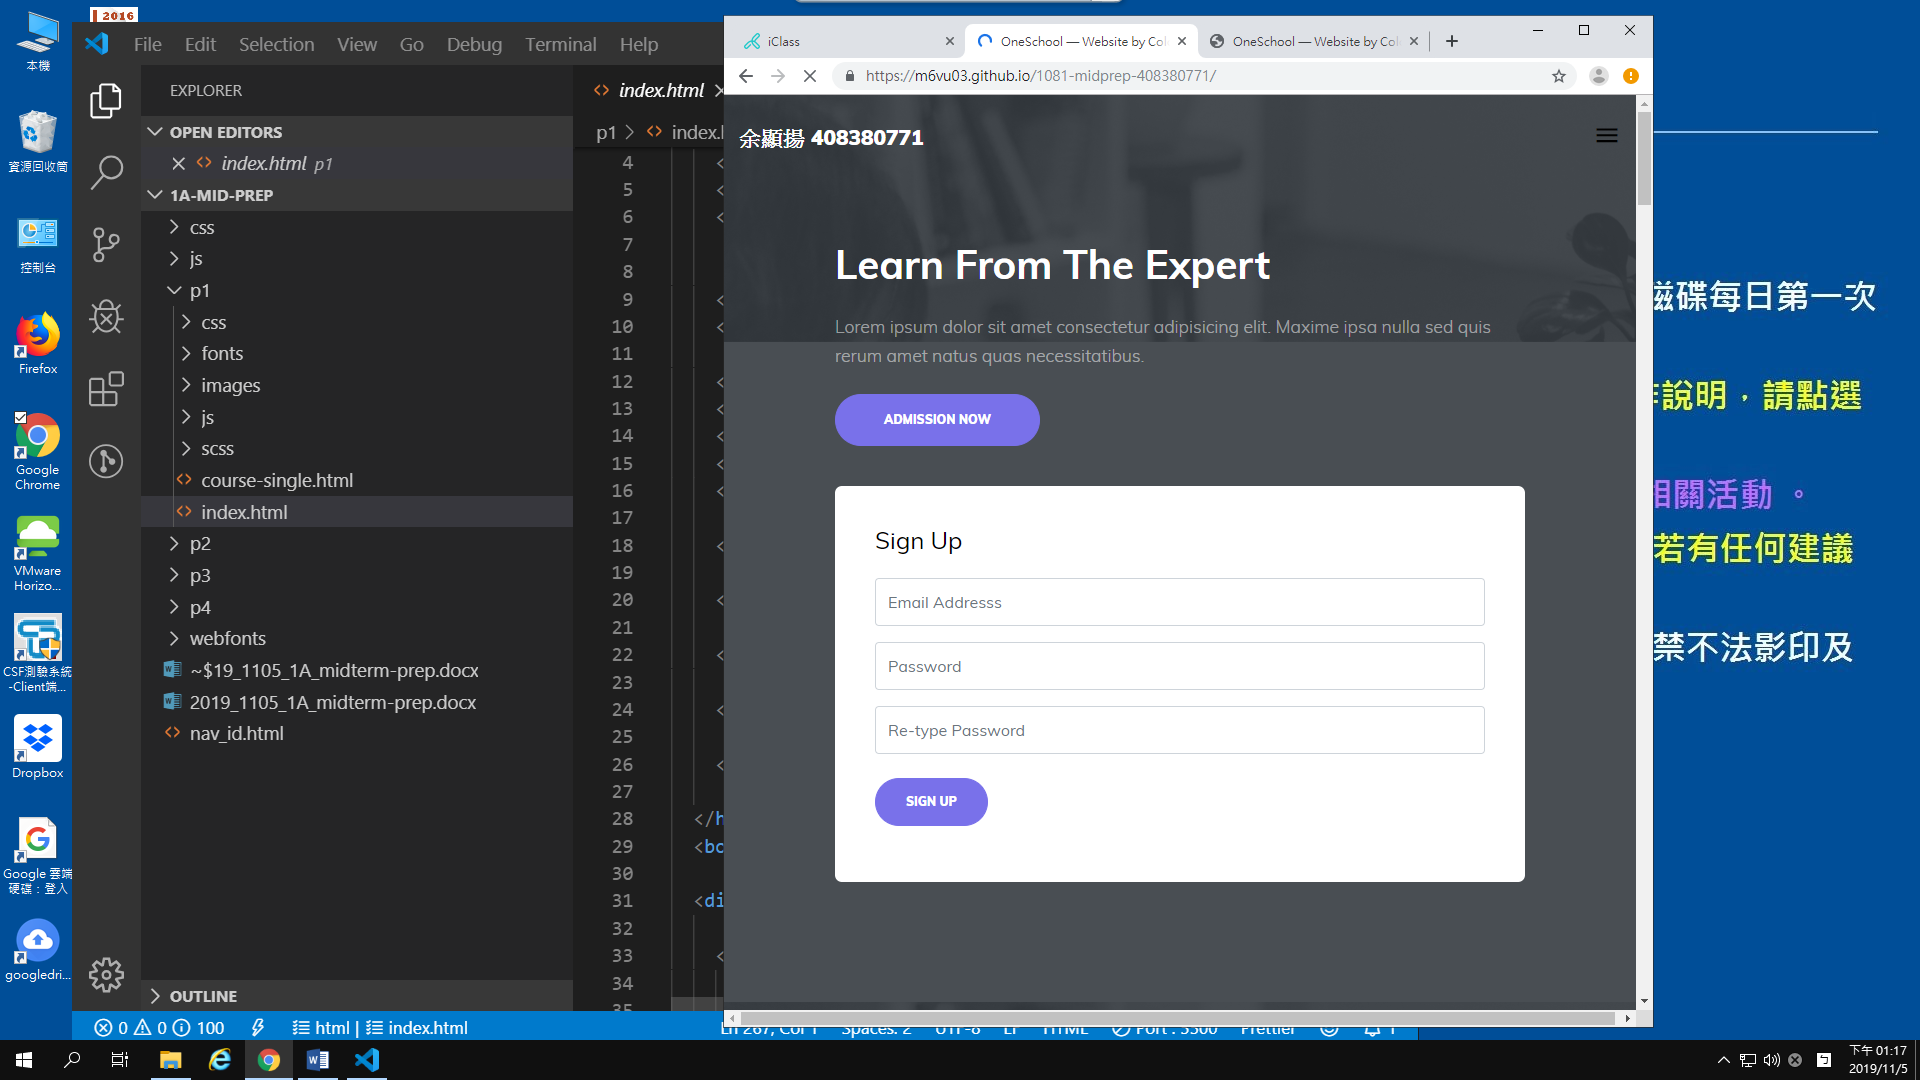 本機
資源回收筒
控制台
Firefox
Google
Chrome
VMware
Horizo...
CSF測驗系統
-Client端...
Dropbox
Google 雲端
硬碟：登入
googledri...
2016
File Edit Selection View Go Debug Terminal Help
EXPLORER
OPEN EDITORS
index.html p1
1A-MID-PREP
css
js
p1
css
fonts
images
js
scss
course-single.html
index.html
p2
p3
p4
webfonts
~$19_1105_1A_midterm-prep.docx
2019_1105_1A_midterm-prep.docx
nav_id.html
OUTLINE
index.html
p1 > index.
4 <
5 <
6 <
7
8
9 <
10 <
11
12 <
13 <
14 <
15 <
16 <
17
18 <
19
20 <
21
22 <
23
24 <
25
26 <
27
28 </h
29 <bo
30
31 <di
32
33 <
34
35
0 0 100 html | index.html
Ln 267, Col 1 Spaces: 2 UTF-8 LF HTML Port : 5500 Prettier 1
iClass
OneSchool — Website by Col
OneSchool — Website by Col
https://m6vu03.github.io/1081-midprep-408380771/
余顯揚 408380771
Learn From The Expert
Lorem ipsum dolor sit amet consectetur adipisicing elit. Maxime ipsa nulla sed quis
rerum amet natus quas necessitatibus.
ADMISSION NOW
Sign Up
Email Addresss
Password
Re-type Password
SIGN UP
磁碟每日第一次
說明，請點選
相關活動 。
若有任何建議
禁不法影印及
下午 01:17
2019/11/5